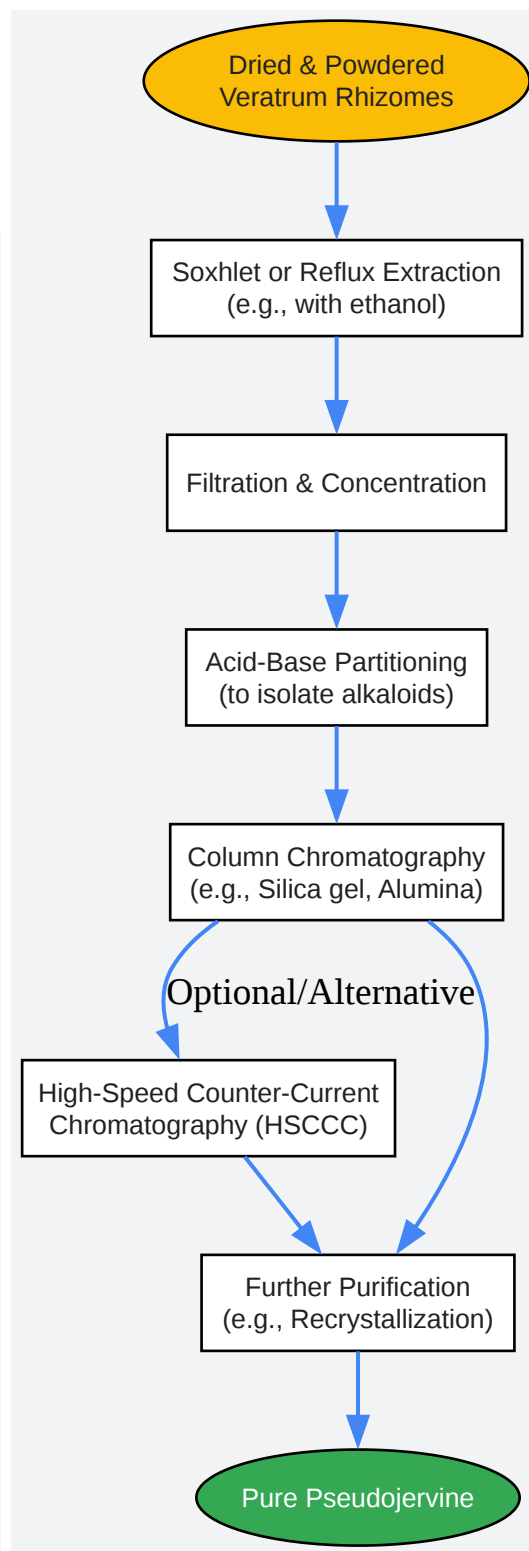 Dried & Powdered
Veratrum Rhizomes
Soxhlet or Reflux Extraction
(e.g., with ethanol)
Filtration & Concentration
Acid-Base Partitioning
(to isolate alkaloids)
Column Chromatography
(e.g., Silica gel, Alumina)
Optional/Alternative
High-Speed Counter-Current
Chromatography (HSCCC)
Further Purification
(e.g., Recrystallization)
Pure Pseudojervine